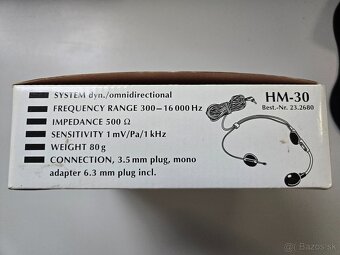 SYSTEM dyn./omnidirectional
FREQUENCY RANGE 300–16 000 Hz
IMPEDANCE 500 Ω
SENSITIVITY 1 mV/Pa/1 kHz
WEIGHT 80 g
CONNECTION, 3.5 mm plug, mono
adapter 6.3 mm plug incl.
HM-30
Best.-Nr. 23.2680
bazos.sk